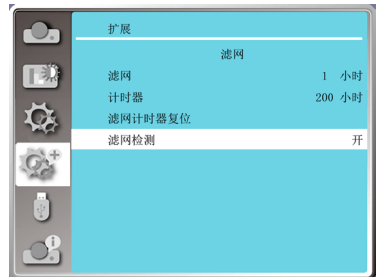 扩展
滤网
滤网 1 小时
计时器 200 小时
滤网计时器复位
滤网检测 开